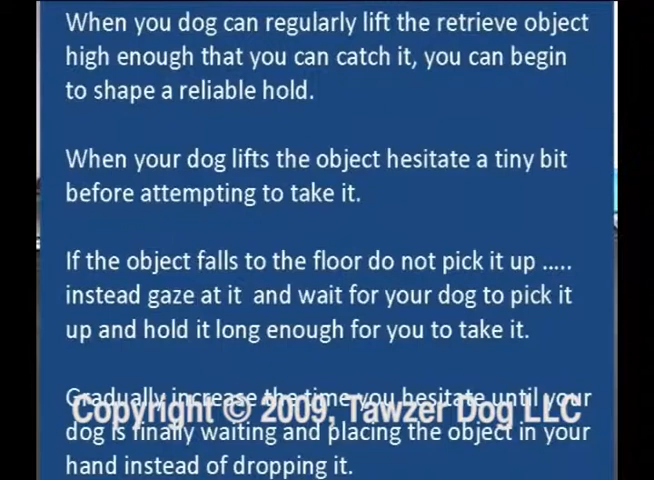 When you dog can regularly lift the retrieve object
high enough that you can catch it, you can begin
to shape a reliable hold.
When your dog lifts the object hesitate a tiny bit
before attempting to take it.
If the object falls to the floor do not pick it up .....
instead gaze at it and wait for your dog to pick it
up and hold it long enough for you to take it.
Gradually increase the time you hesitate until your
Copyright © 2009, Tawzer Dog LLC
dog is finally waiting and placing the object in your
hand instead of dropping it.